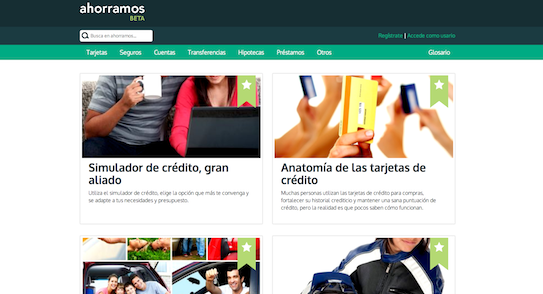 ahorramos
BETA
Busca en ahorramos...
Regístrate | Accede como usario
Tarjetas Seguros Cuentas Transferencias Hipotecas Préstamos Otros Glosario
Simulador de crédito, gran
aliado
Utiliza el simulador de crédito, elige la opción que más te convenga y
se adapte a tus necesidades y presupuesto.
Anatomía de las tarjetas de
crédito
Muchas personas utilizan las tarjetas de crédito para compras,
fortalecer su historial crediticio y mantener una sana puntuación de
crédito, pero la realidad es que pocos saben cómo funcionan.